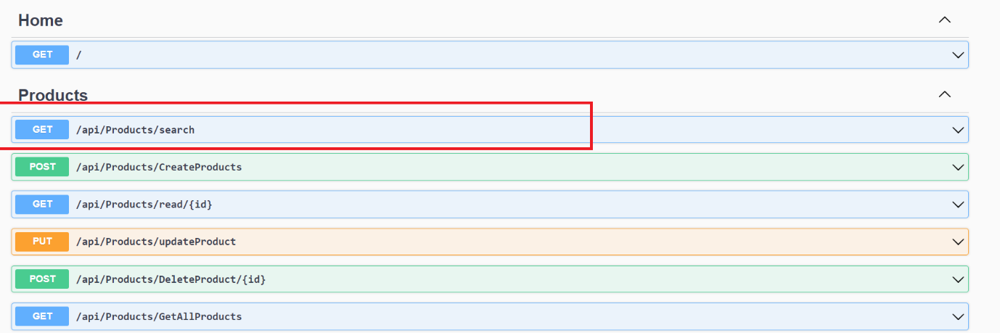 Home
GET /
Products
GET /api/Products/search
POST /api/Products/CreateProducts
GET /api/Products/read/{id}
PUT /api/Products/updateProduct
POST /api/Products/DeleteProduct/{id}
GET /api/Products/GetAllProducts